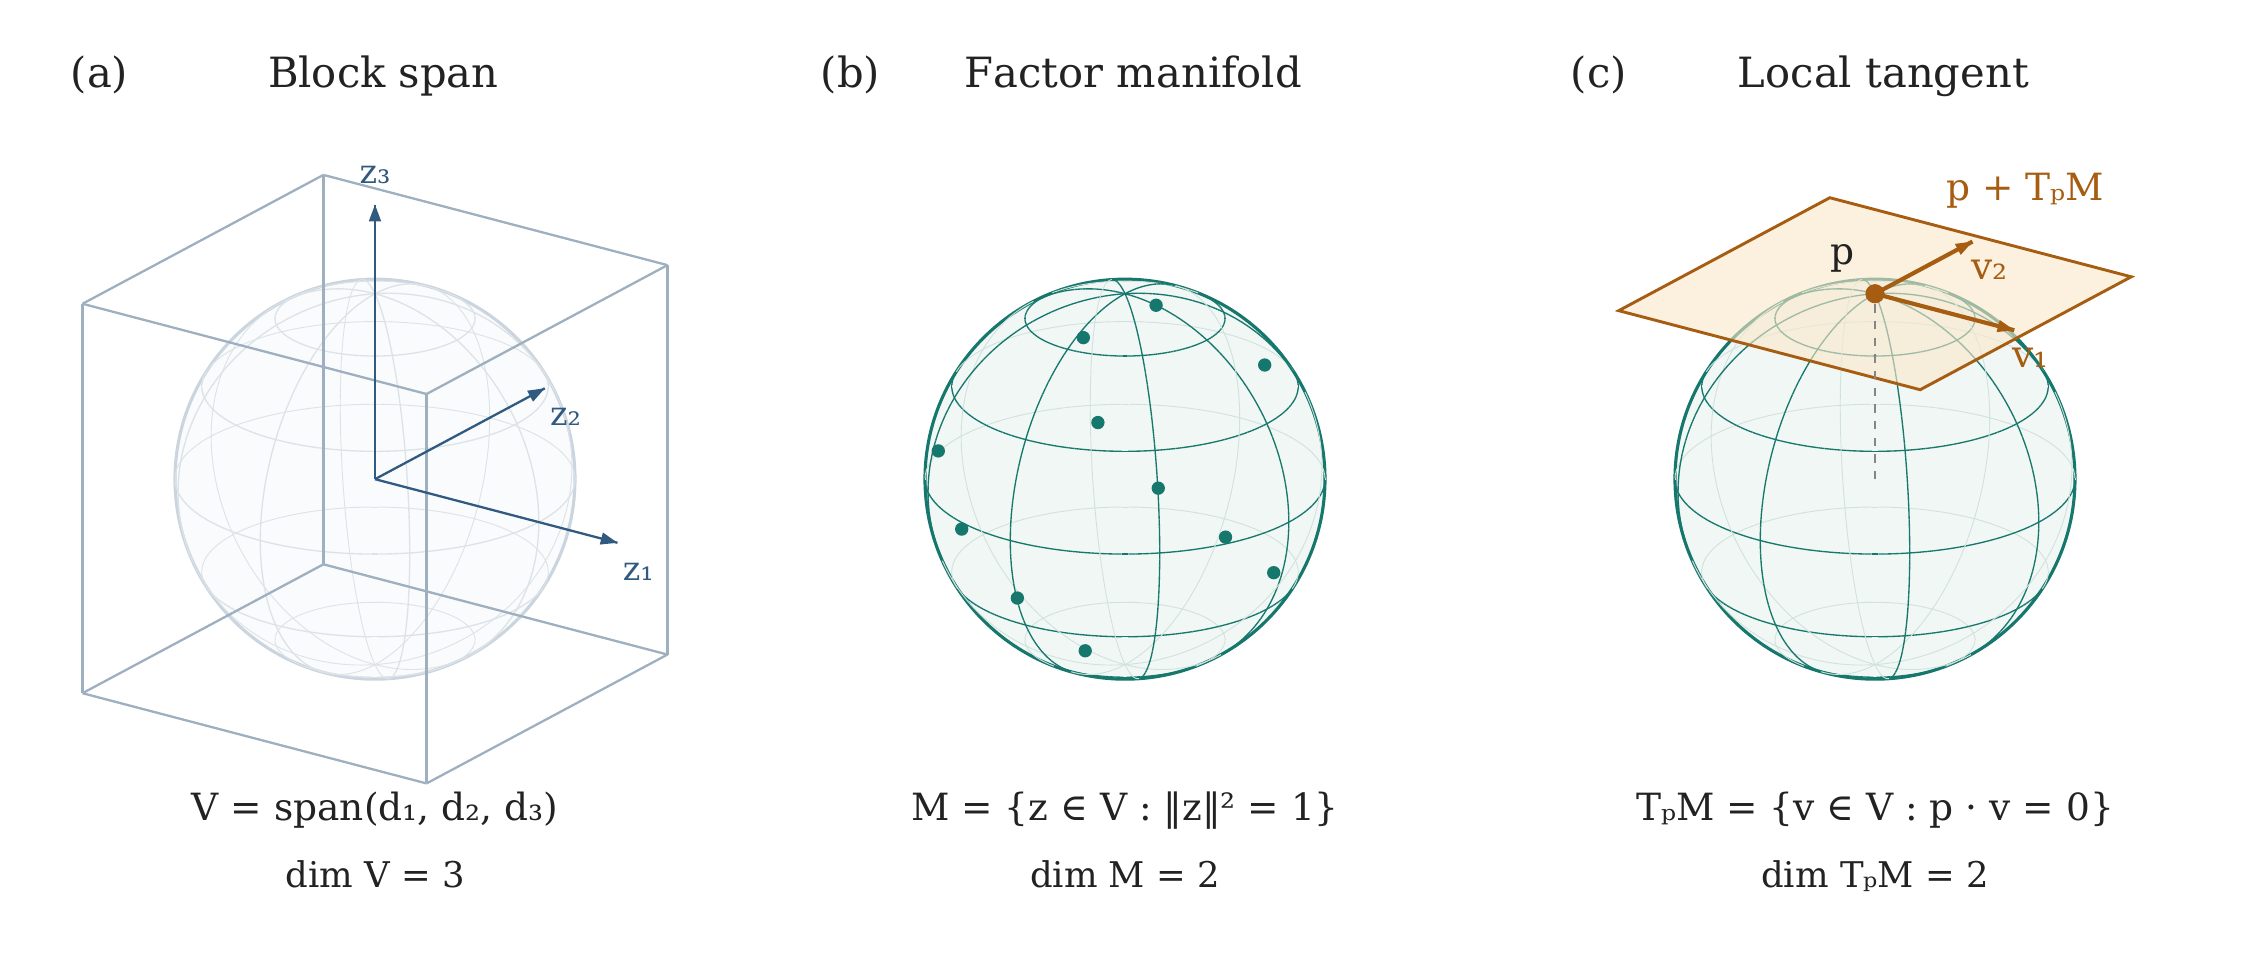 (a) Block span
z₃
z₂
z₁
V = span(d₁, d₂, d₃)
dim V = 3
(b) Factor manifold
M = {z ∈ V : ‖z‖² = 1}
dim M = 2
(c) Local tangent
p + TₚM
p
v₂
v₁
TₚM = {v ∈ V : p · v = 0}
dim TₚM = 2